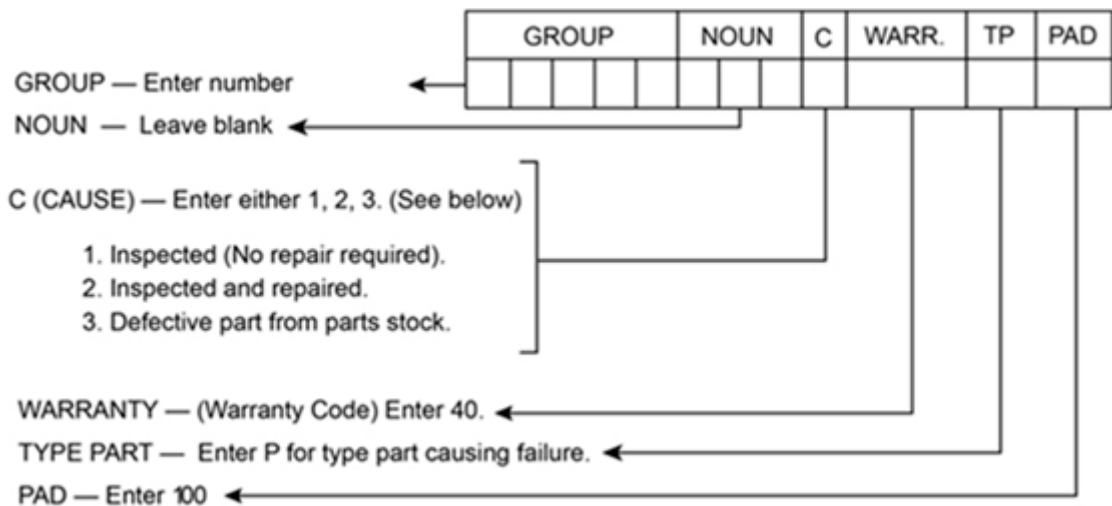 GROUP NOUN C WARR. TP PAD
GROUP — Enter number
NOUN — Leave blank
C (CAUSE) — Enter either 1, 2, 3. (See below)
1. Inspected (No repair required).
2. Inspected and repaired.
3. Defective part from parts stock.
WARRANTY — (Warranty Code) Enter 40.
TYPE PART — Enter P for type part causing failure.
PAD — Enter 100